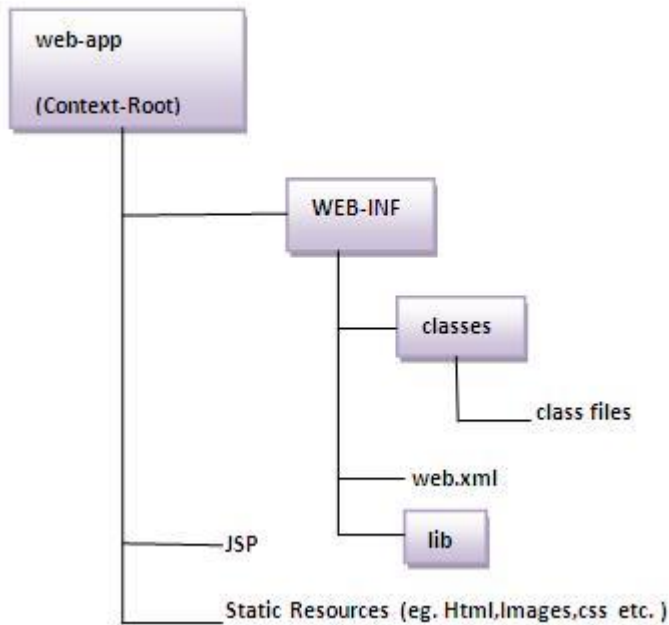 web-app
(Context-Root)
WEB-INF
classes
class files
web.xml
lib
JSP
Static Resources (eg. Html,Images,css etc. )